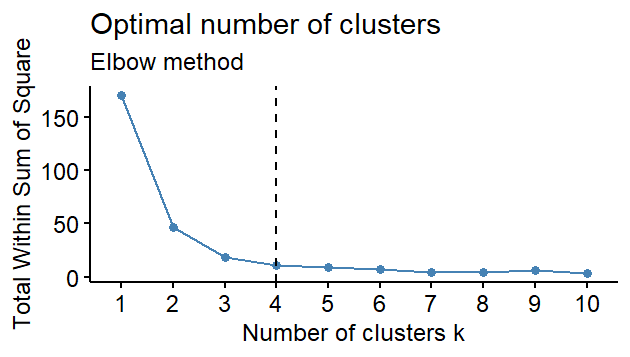 Optimal number of clusters
Elbow method
Total Within Sum of Square
150
100
50
0
1 2 3 4 5 6 7 8 9 10
Number of clusters k